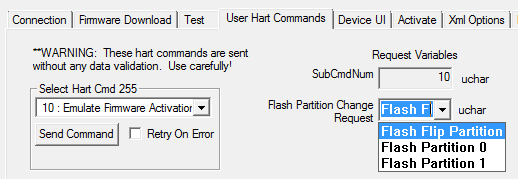 Connection Firmware Download Test User Hart Commands Device UI Activate Xml Options
**WARNING: These hart commands are sent
without any data validation. Use carefully!
Select Hart Cmd 255
10 : Emulate Firmware Activation
Send Command Retry On Error
Request Variables
SubCmdNum 10 uchar
Flash Partition Change
Request Flash F uchar
Flash Flip Partition
Flash Partition 0
Flash Partition 1